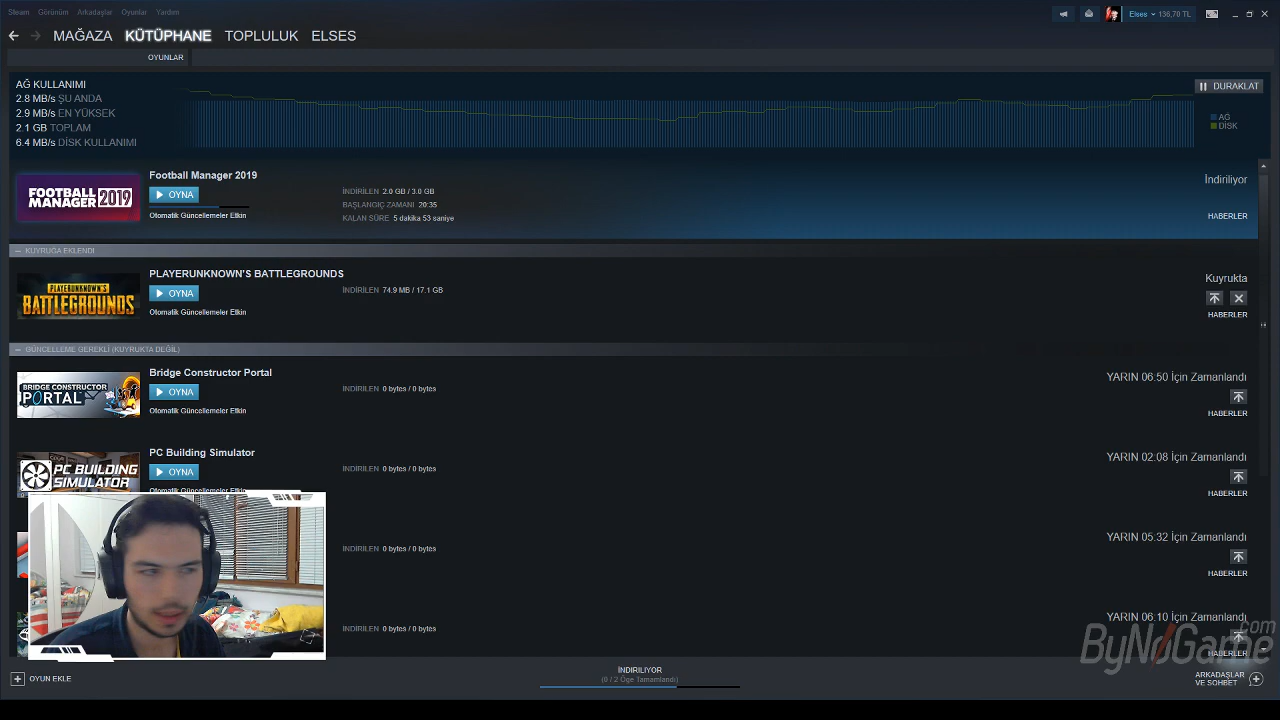 Steam Görünüm Arkadaşlar Oyunlar Yardım
Elses 136,70 TL
MAĞAZA KÜTÜPHANE TOPLULUK ELSES
OYUNLAR
AĞ KULLANIMI
2.8 MB/s ŞU ANDA
2.9 MB/s EN YÜKSEK
2.1 GB TOPLAM
6.4 MB/s DİSK KULLANIMI
DURAKLAT
AĞ
DİSK
FOOTBALL MANAGER 2019
Football Manager 2019
OYNA
Otomatik Güncellemeler Etkin
İNDİRİLEN 2.0 GB / 3.0 GB
BAŞLANGIÇ ZAMANI 20:35
KALAN SÜRE 5 dakika 53 saniye
İndiriliyor
HABERLER
KUYRUĞA EKLENDİ
PLAYERUNKNOWN'S BATTLEGROUNDS
PLAYERUNKNOWN'S BATTLEGROUNDS
OYNA
Otomatik Güncellemeler Etkin
İNDİRİLEN 74.9 MB / 17.1 GB
Kuyrukta
HABERLER
GÜNCELLEME GEREKLİ (KUYRUKTA DEĞİL)
BRIDGE CONSTRUCTOR PORTAL
Bridge Constructor Portal
OYNA
Otomatik Güncellemeler Etkin
İNDİRİLEN 0 bytes / 0 bytes
YARIN 06:50 İçin Zamanlandı
HABERLER
PC BUILDING SIMULATOR
PC Building Simulator
OYNA
Otomatik Güncellemeler Etkin
İNDİRİLEN 0 bytes / 0 bytes
YARIN 02:08 İçin Zamanlandı
HABERLER
İNDİRİLEN 0 bytes / 0 bytes
YARIN 05:32 İçin Zamanlandı
HABERLER
İNDİRİLEN 0 bytes / 0 bytes
YARIN 06:10 İçin Zamanlandı
HABERLER
ByNoGame.com
OYUN EKLE
İNDİRİLİYOR
(0 / 2 Öge Tamamlandı)
ARKADAŞLAR
VE SOHBET